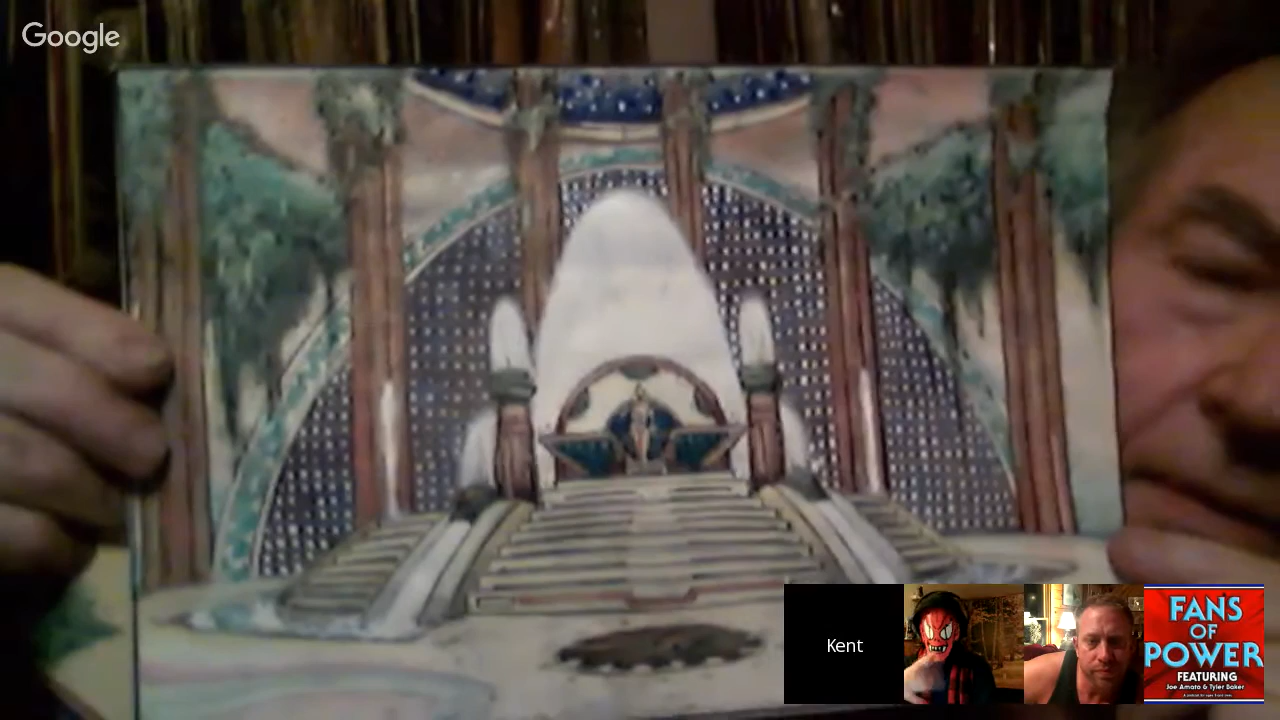 Google
Kent
FANS
OF
POWER
FEATURING
Joe Amato & Tyler Baker